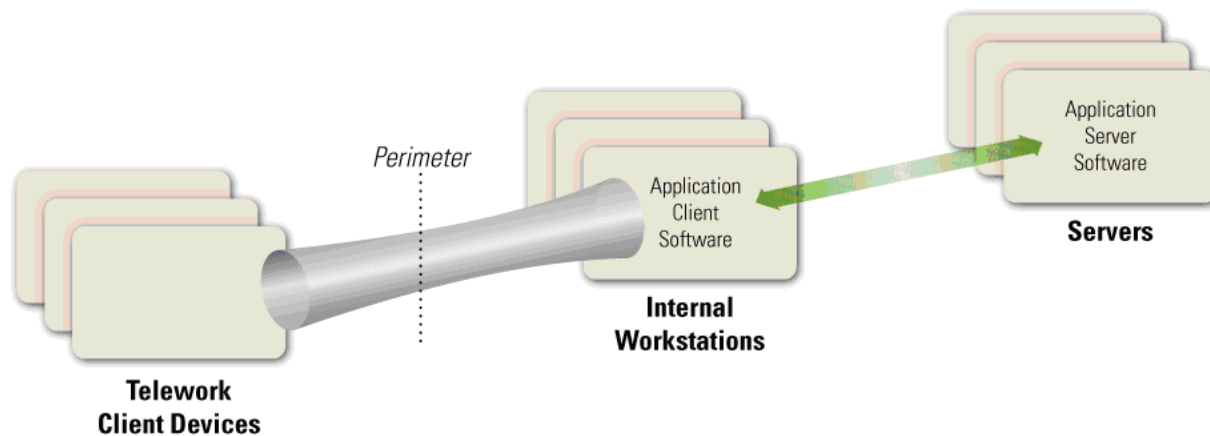 Perimeter
Application
Client
Software
Application
Server
Software
Servers
Internal
Workstations
Telework
Client Devices